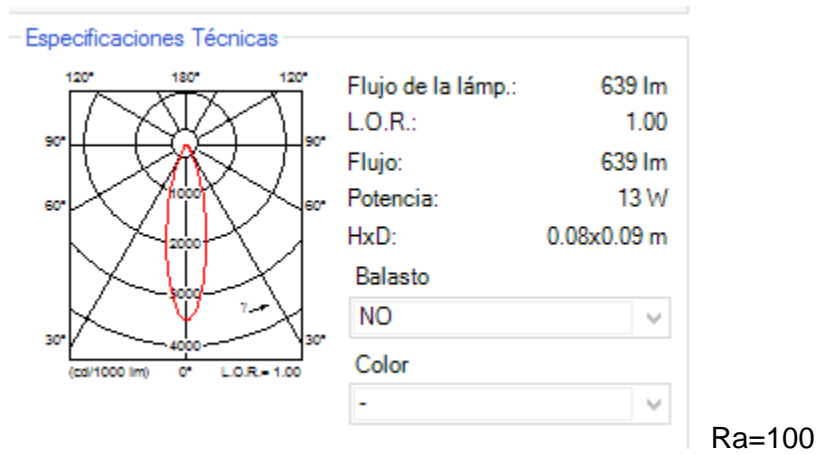 Especificaciones Técnicas
120° 180° 120°
90° 90°
60° 60°
30° 30°
1000
2000
3000
4000
?
(cd/1000 lm) 0° L.O.R.= 1.00
Flujo de la lámp.: 639 lm
L.O.R.: 1.00
Flujo: 639 lm
Potencia: 13 W
HxD: 0.08x0.09 m
Balasto
NO
Color
-
Ra=100